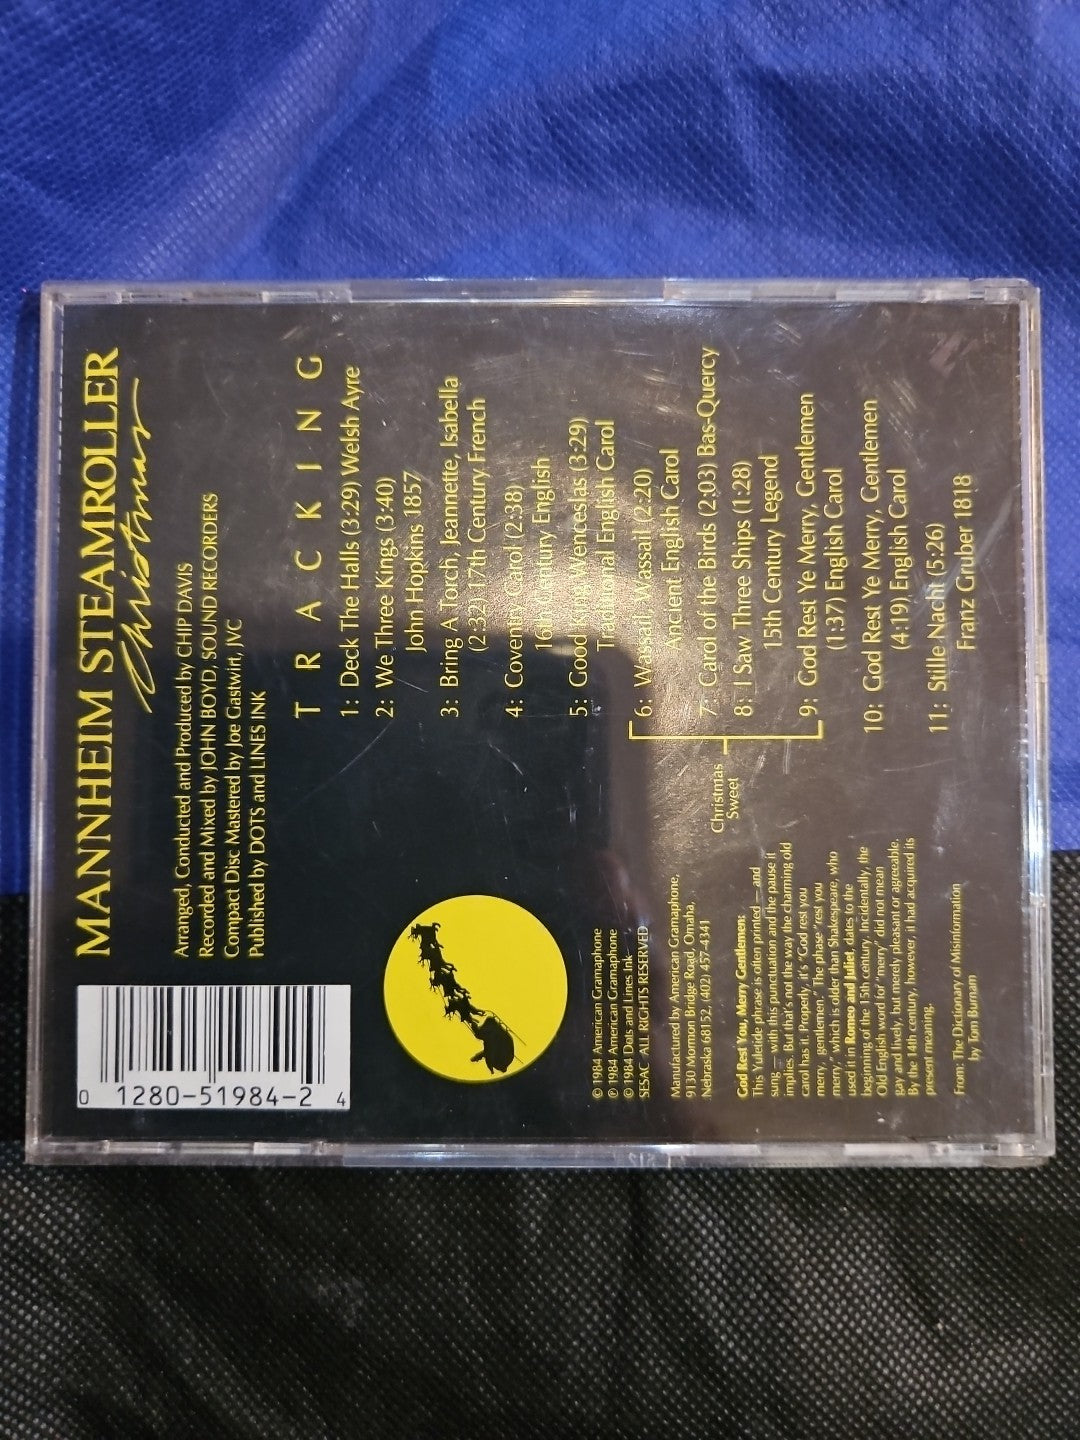 MANNHEIM STEAMROLLER
Christmas
Arranged, Conducted and Produced by CHIP DAVIS
Recorded and Mixed by JOHN BOYD, SOUND RECORDERS
Compact Disc Mastered by Joe Gastwirt, JVC
Published by DOTS and LINES INK
TRACKING
1: Deck The Halls (3:29) Welsh Ayre
2: We Three Kings (3:40)
John Hopkins 1857
3: Bring A Torch, Jeannette, Isabella
(2:32) 17th Century French
4: Coventry Carol (2:38)
16th Century English
5: Good King Wenceslas (3:29)
Traditional English Carol
6: Wassail, Wassail (2:20)
Ancient English Carol
7: Carol of the Birds (2:03) Bas-Quercy
8: I Saw Three Ships (1:28)
15th Century Legend
9: God Rest Ye Merry, Gentlemen
(1:37) English Carol
10: God Rest Ye Merry, Gentlemen
(4:19) English Carol
11: Stille Nacht (5:26)
Franz Gruber 1818
Christmas
Sweet
0 1280-51984-2 4
© 1984 American Gramaphone
℗ 1984 American Gramaphone
© 1984 Dots and Lines Ink
SESAC ALL RIGHTS RESERVED
Manufactured by American Gramaphone,
9130 Mormon Bridge Road, Omaha,
Nebraska 68152, (402) 457-4341
God Rest You, Merry Gentlemen:
This Yuletide phrase is often printed — and
sung — with this punctuation and the pause it
implies. But that's not the way the charming old
carol has it. Properly, it's 'God rest you
merry, gentlemen.' The phrase 'rest you
merry,' which is older than Shakespeare, who
used it in Romeo and Juliet, dates to the
beginning of the 13th century. Incidentally, the
Old English word for 'merry' did not mean
gay and lively, but merely pleasant or agreeable.
By the 14th century, however, it had acquired its
present meaning.
From: The Dictionary of Misinformation
by Tom Burnam